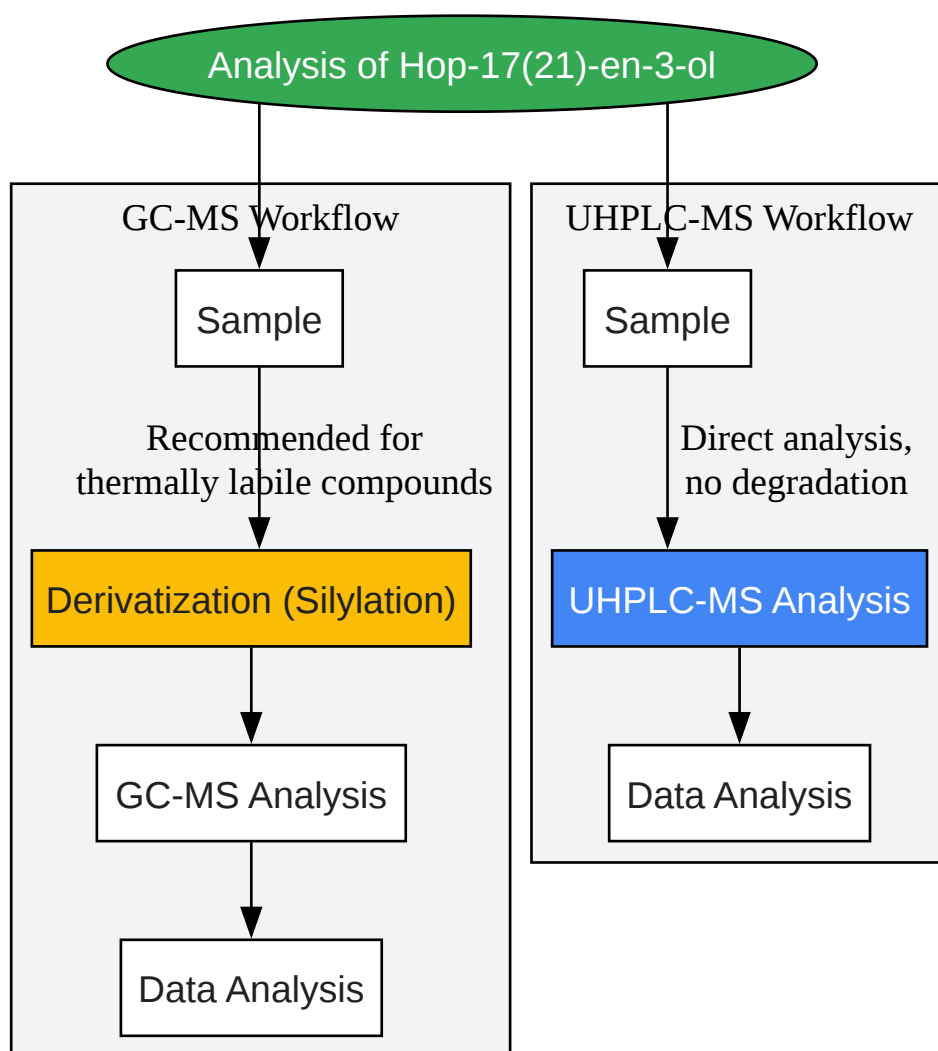 Analysis of Hop-17(21)-en-3-ol
GC-MS Workflow
Sample
Recommended for
thermally labile compounds
Derivatization (Silylation)
GC-MS Analysis
Data Analysis
UHPLC-MS Workflow
Sample
Direct analysis,
no degradation
UHPLC-MS Analysis
Data Analysis